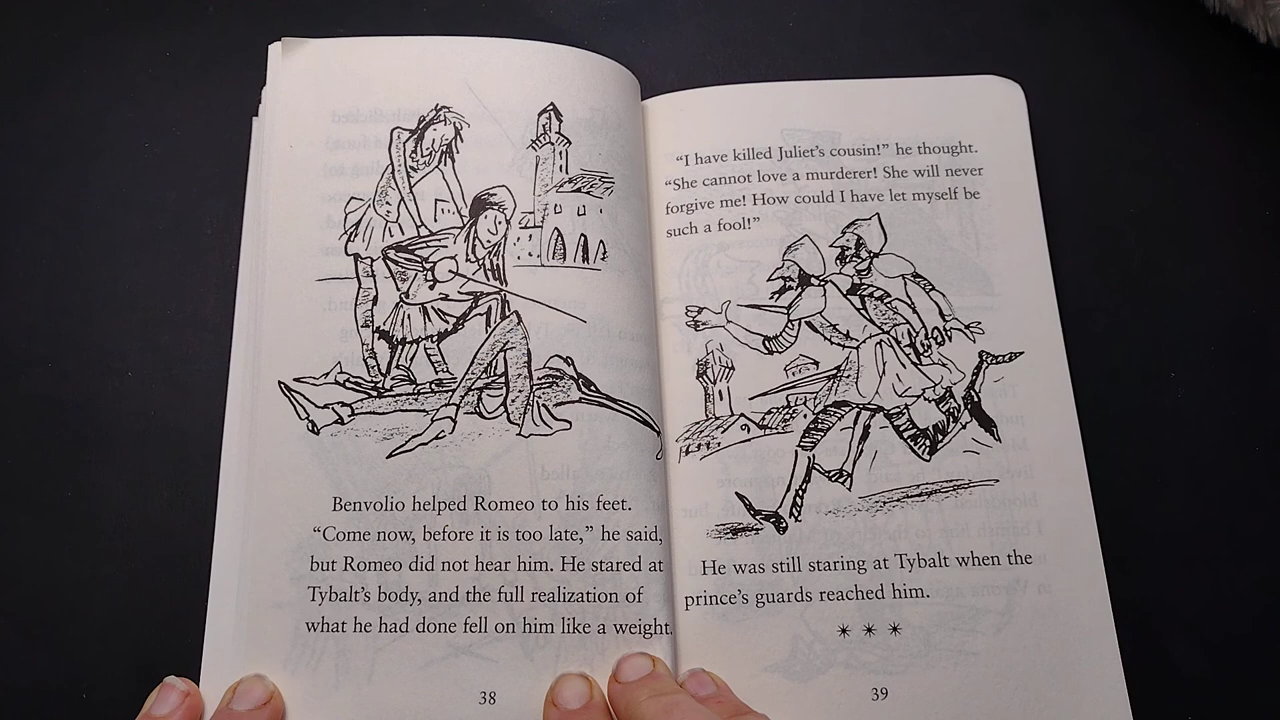 Benvolio helped Romeo to his feet.
“Come now, before it is too late,” he said,
but Romeo did not hear him. He stared at
Tybalt’s body, and the full realization of
what he had done fell on him like a weight.
38
“I have killed Juliet’s cousin!” he thought.
“She cannot love a murderer! She will never
forgive me! How could I have let myself be
such a fool!”
He was still staring at Tybalt when the
prince’s guards reached him.
✴ ✴ ✴
39